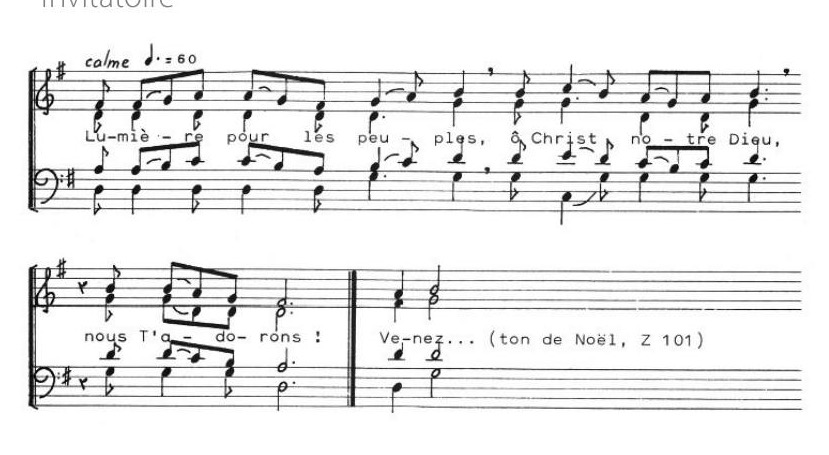 Invitatoire
calme ♩. = 60
Lu-miè - re pour les peu - ples, ô Christ no - tre Dieu,
nous T'a - do- rons ! Ve-nez... (ton de Noël, Z 101)